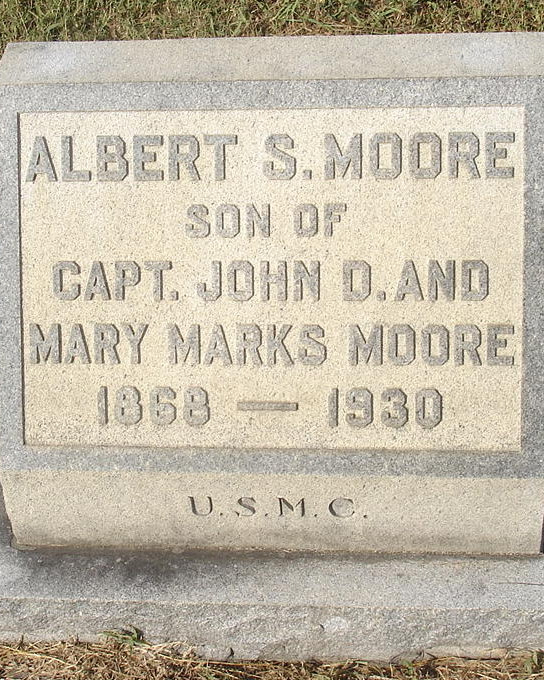 ALBERT S. MOORE
SON OF
CAPT. JOHN D. AND
MARY MARKS MOORE
1868 — 1930
U.S.M.C.